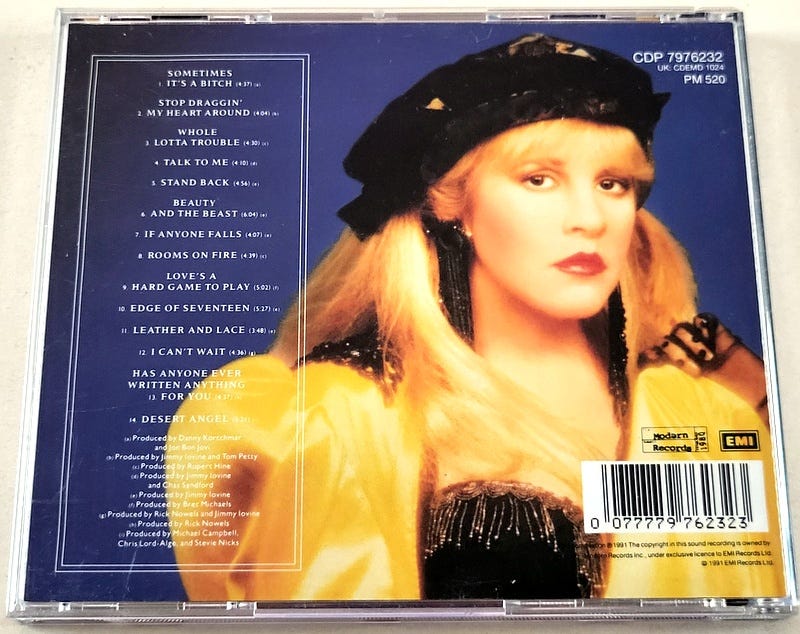 SOMETIMES
1. IT'S A BITCH (4:37) (a)
STOP DRAGGIN'
2. MY HEART AROUND (4:04) (b)
WHOLE
3. LOTTA TROUBLE (4:30) (c)
4. TALK TO ME (4:10) (d)
5. STAND BACK (4:56) (e)
BEAUTY
6. AND THE BEAST (6:04) (e)
7. IF ANYONE FALLS (4:07) (e)
8. ROOMS ON FIRE (4:39) (c)
LOVE'S A
9. HARD GAME TO PLAY (5:02) (f)
10. EDGE OF SEVENTEEN (5:27) (e)
11. LEATHER AND LACE (3:48) (e)
12. I CAN'T WAIT (4:36) (g)
HAS ANYONE EVER
WRITTEN ANYTHING
13. FOR YOU
14. DESERT ANGEL
(a) Produced by Danny Kortchmar
and Jon Bon Jovi
(b) Produced by Jimmy Iovine and Tom Petty
(c) Produced by Rupert Hine
(d) Produced by Jimmy Iovine
and Chas Sandford
(e) Produced by Jimmy Iovine
(f) Produced by Bret Michaels
(g) Produced by Rick Nowels and Jimmy Iovine
(h) Produced by Rick Nowels
(i) Produced by Michael Campbell,
Chris Lord-Alge, and Stevie Nicks
CDP 7976232
UK: CDEMD 1024
PM 520
Modern
Records
1980
EMI
0 077779 762323
℗ 1991 The copyright in this sound recording is owned by
Records Inc., under exclusive licence to EMI Records Ltd.
© 1991 EMI Records Ltd.